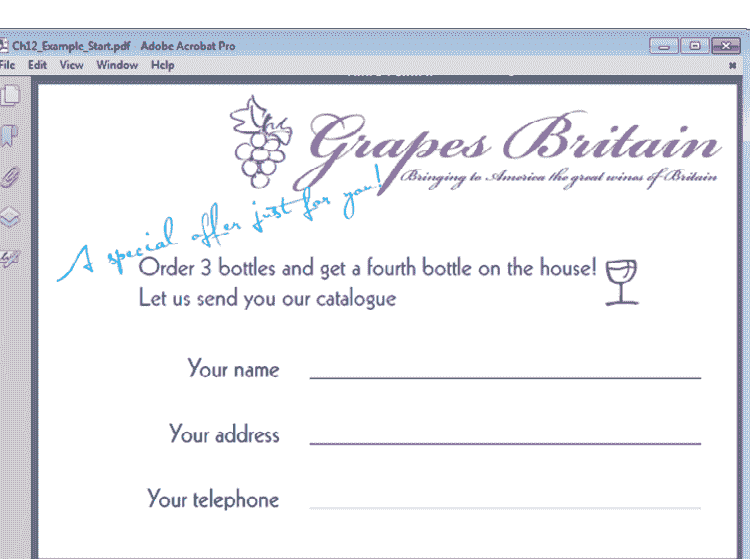 Ch12_Example_Start.pdf Adobe Acrobat Pro
File Edit View Window Help
Grapes Britain
Bringing to America the great wines of Britain
A special offer just for you!
Order 3 bottles and get a fourth bottle on the house!
Let us send you our catalogue
Your name
Your address
Your telephone